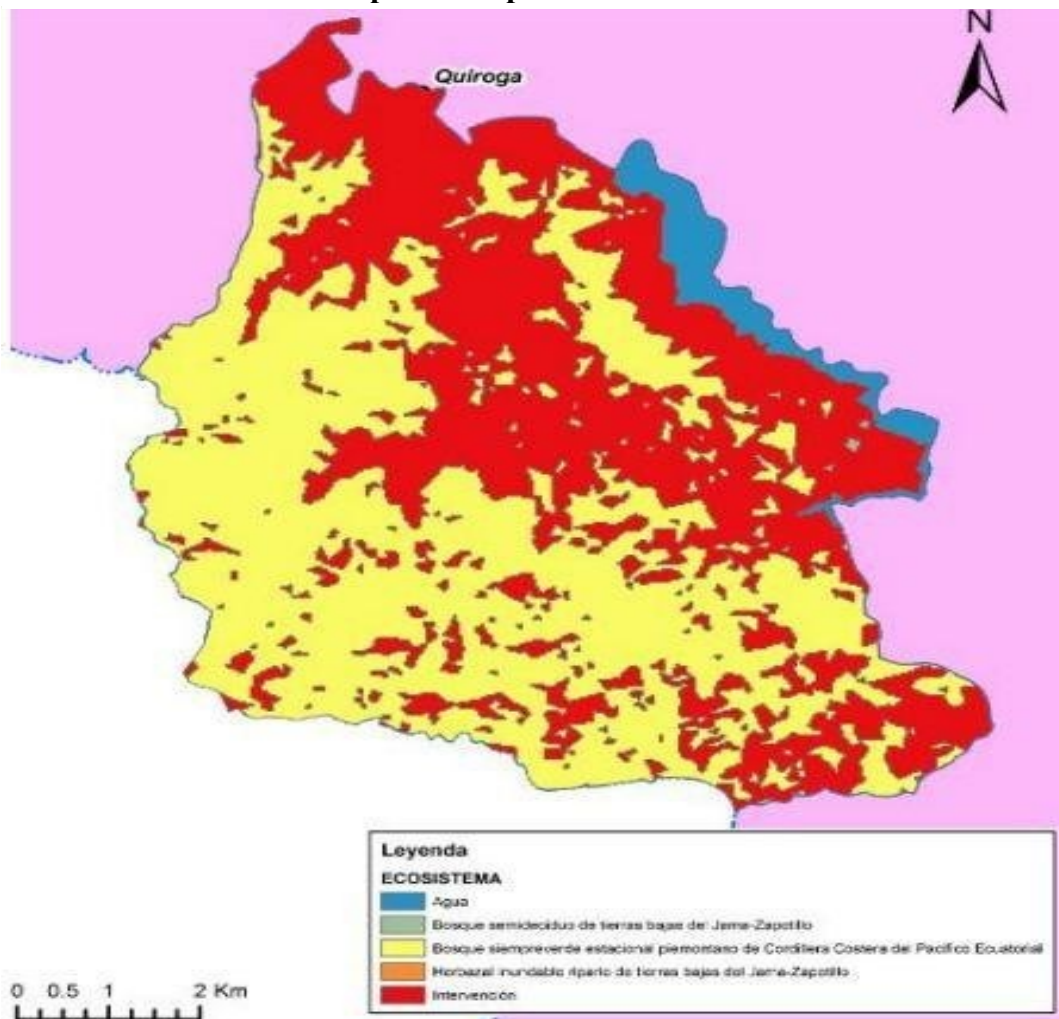 N
Quiroga
Leyenda
ECOSISTEMA
Agua
Bosque semideciduo de tierras bajas del Jama-Zapotillo
Bosque siempreverde estacional piemontano de Cordillera Costera del Pacifico Ecuatorial
Herbazal inundable ripario de tierras bajas del Jama-Zapotillo
Intervención
0 0.5 1 2 Km